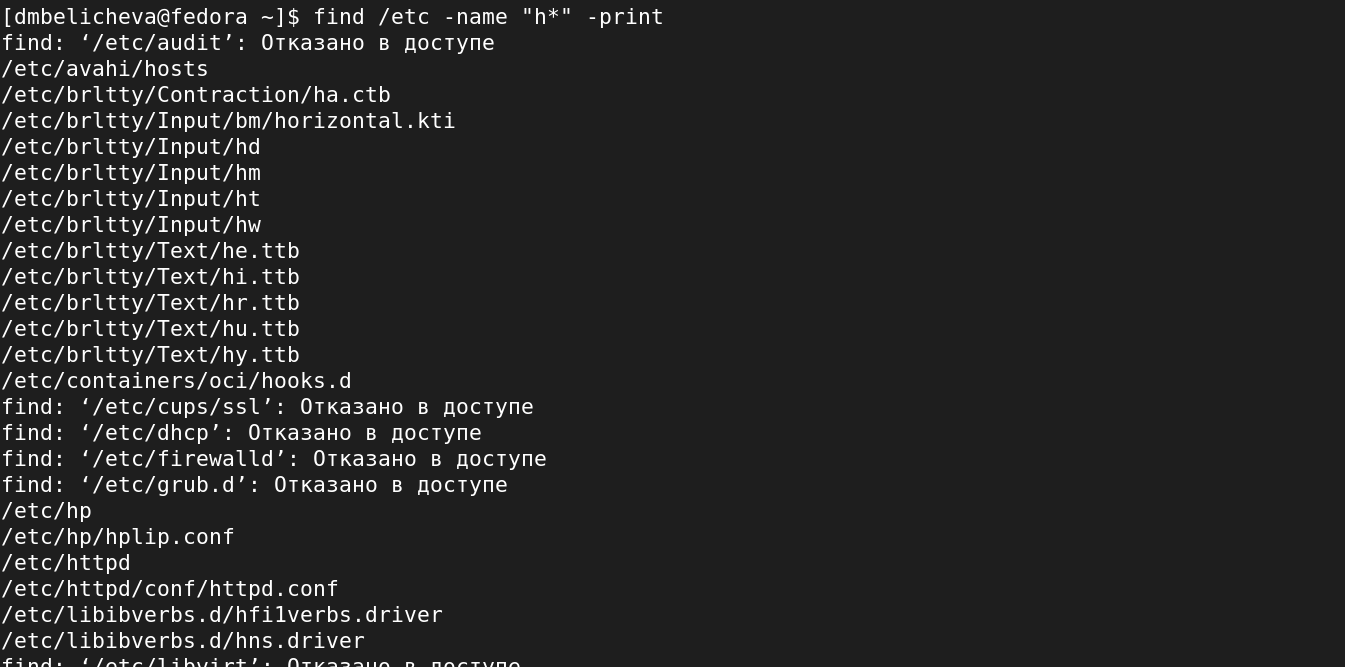 [dmbelicheva@fedora ~]$ find /etc -name "h*" -print
find: ‘/etc/audit’: Отказано в доступе
/etc/avahi/hosts
/etc/brltty/Contraction/ha.ctb
/etc/brltty/Input/bm/horizontal.kti
/etc/brltty/Input/hd
/etc/brltty/Input/hm
/etc/brltty/Input/ht
/etc/brltty/Input/hw
/etc/brltty/Text/he.ttb
/etc/brltty/Text/hi.ttb
/etc/brltty/Text/hr.ttb
/etc/brltty/Text/hu.ttb
/etc/brltty/Text/hy.ttb
/etc/containers/oci/hooks.d
find: ‘/etc/cups/ssl’: Отказано в доступе
find: ‘/etc/dhcp’: Отказано в доступе
find: ‘/etc/firewalld’: Отказано в доступе
find: ‘/etc/grub.d’: Отказано в доступе
/etc/hp
/etc/hp/hplip.conf
/etc/httpd
/etc/httpd/conf/httpd.conf
/etc/libibverbs.d/hfi1verbs.driver
/etc/libibverbs.d/hns.driver
find: ‘/etc/libvirt’: Отказано в доступе